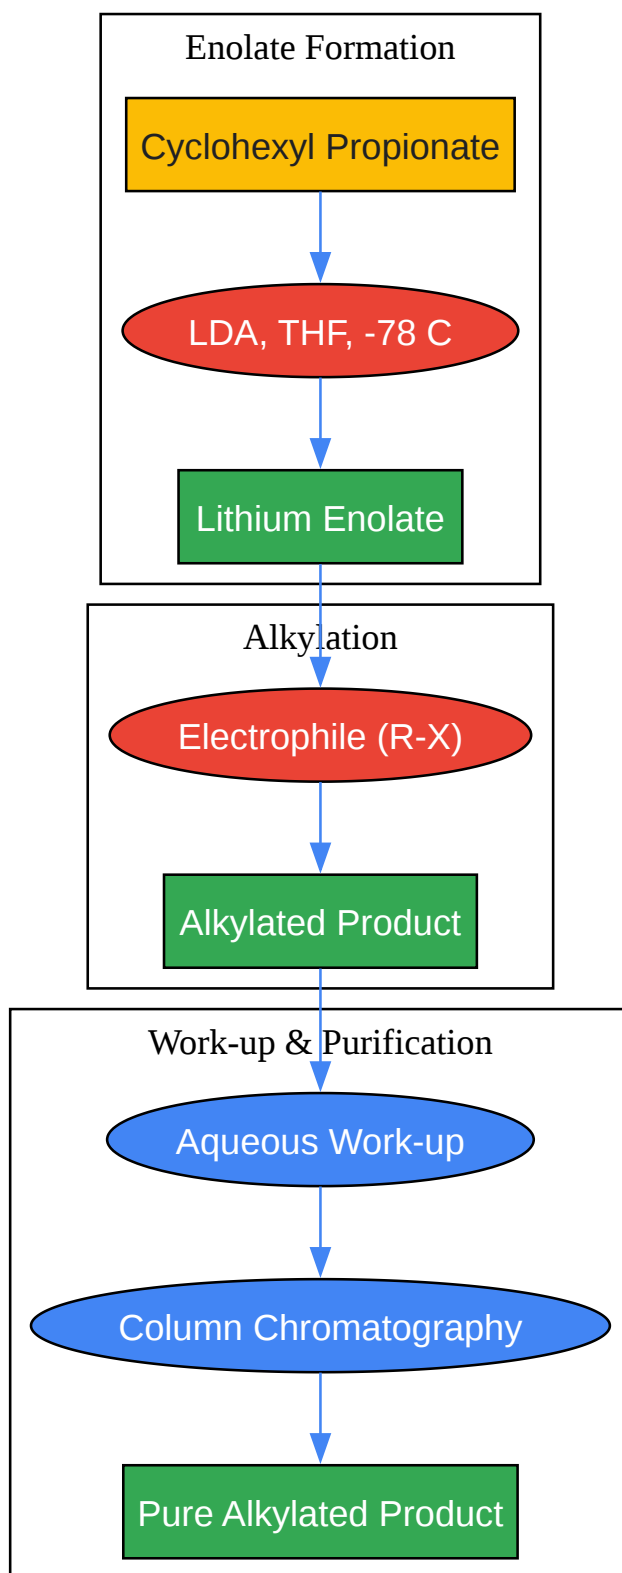 Enolate Formation
Cyclohexyl Propionate
LDA, THF, -78 C
Lithium Enolate
Alkylation
Electrophile (R-X)
Alkylated Product
Work-up & Purification
Aqueous Work-up
Column Chromatography
Pure Alkylated Product